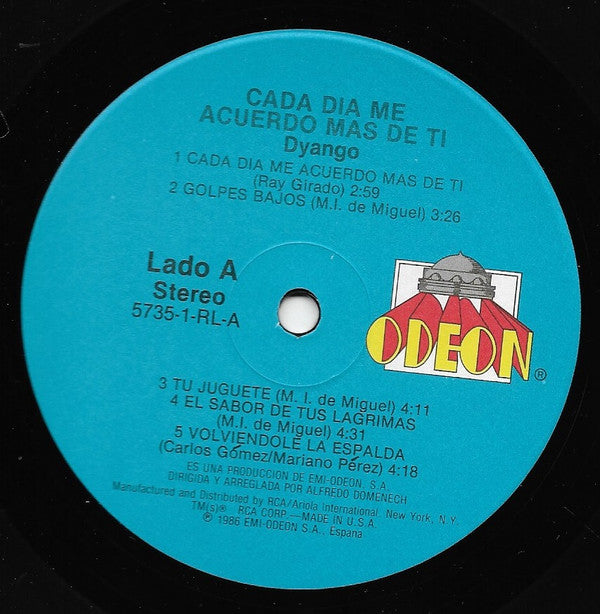 CADA DIA ME
ACUERDO MAS DE TI
Dyango
1 CADA DIA ME ACUERDO MAS DE TI
(Ray Girado) 2:59
2 GOLPES BAJOS (M.I. de Miguel) 3:26
Lado A
Stereo
5735-1-RL-A
ODEON®
3 TU JUGUETE (M. I. de Miguel) 4:11
4 EL SABOR DE TUS LAGRIMAS
(M.I. de Miguel) 4:31
5 VOLVIENDOLE LA ESPALDA
(Carlos Gómez/Mariano Pérez) 4:18
ES UNA PRODUCCION DE EMI-ODEON, S.A.
DIRIGIDA Y ARREGLADA POR ALFREDO DOMENECH
Manufactured and Distributed by RCA/Ariola International, New York, N.Y.
TM(s)® RCA CORP.—MADE IN U.S.A.
℗ 1986 EMI-ODEON S.A., Espana